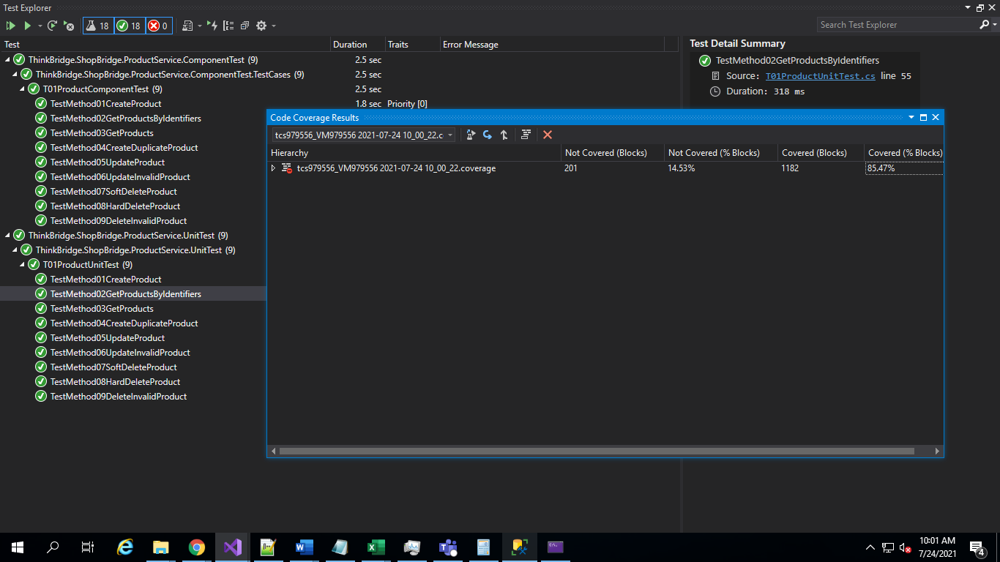 Test Explorer
18 18 0
Search Test Explorer
Test Duration Traits Error Message
ThinkBridge.ShopBridge.ProductService.ComponentTest (9) 2.5 sec
ThinkBridge.ShopBridge.ProductService.ComponentTest.TestCases (9) 2.5 sec
T01ProductComponentTest (9) 2.5 sec
TestMethod01CreateProduct 1.8 sec Priority [0]
TestMethod02GetProductsByIdentifiers
TestMethod03GetProducts
TestMethod04CreateDuplicateProduct
TestMethod05UpdateProduct
TestMethod06UpdateInvalidProduct
TestMethod07SoftDeleteProduct
TestMethod08HardDeleteProduct
TestMethod09DeleteInvalidProduct
ThinkBridge.ShopBridge.ProductService.UnitTest (9)
ThinkBridge.ShopBridge.ProductService.UnitTest (9)
T01ProductUnitTest (9)
TestMethod01CreateProduct
TestMethod02GetProductsByIdentifiers
TestMethod03GetProducts
TestMethod04CreateDuplicateProduct
TestMethod05UpdateProduct
TestMethod06UpdateInvalidProduct
TestMethod07SoftDeleteProduct
TestMethod08HardDeleteProduct
TestMethod09DeleteInvalidProduct
Test Detail Summary
TestMethod02GetProductsByIdentifiers
Source: T01ProductUnitTest.cs line 55
Duration: 318 ms
Code Coverage Results
tcs979556_VM979556 2021-07-24 10_00_22.c
Hierarchy Not Covered (Blocks) Not Covered (% Blocks) Covered (Blocks) Covered (% Blocks)
tcs979556_VM979556 2021-07-24 10_00_22.coverage 201 14.53% 1182 85.47%
10:01 AM
7/24/2021
4